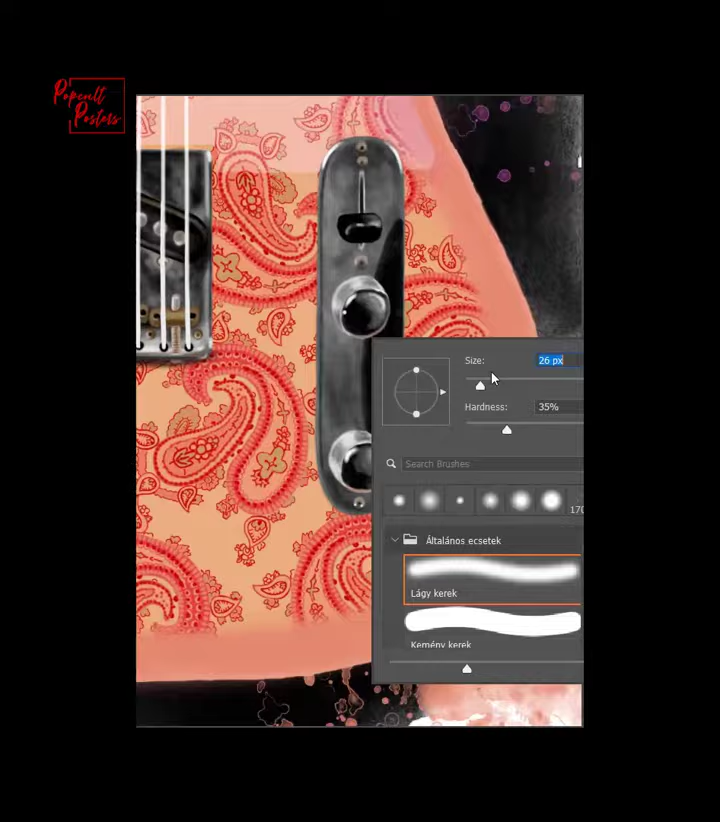 Popcult
Posters
Size:
26 px
Hardness:
35%
Search Brushes
170
Általános ecsetek
Lágy kerek
Kemény kerek